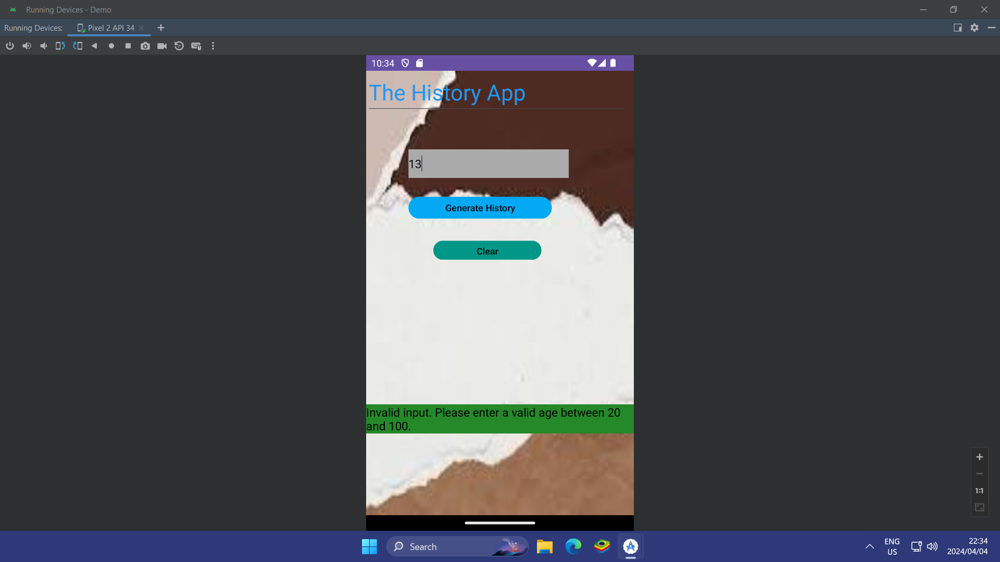 Running Devices - Demo
Running Devices:
Pixel 2 API 34
10:34
The History App
13
Generate History
Clear
Invalid input. Please enter a valid age between 20
and 100.
1:1
Search
ENG
US
22:34
2024/04/04